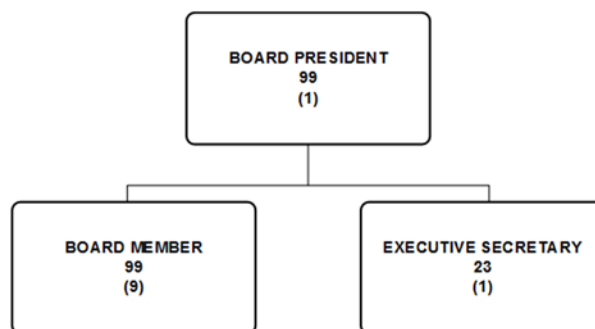 BOARD PRESIDENT
99
(1)
BOARD MEMBER
99
(9)
EXECUTIVE SECRETARY
23
(1)